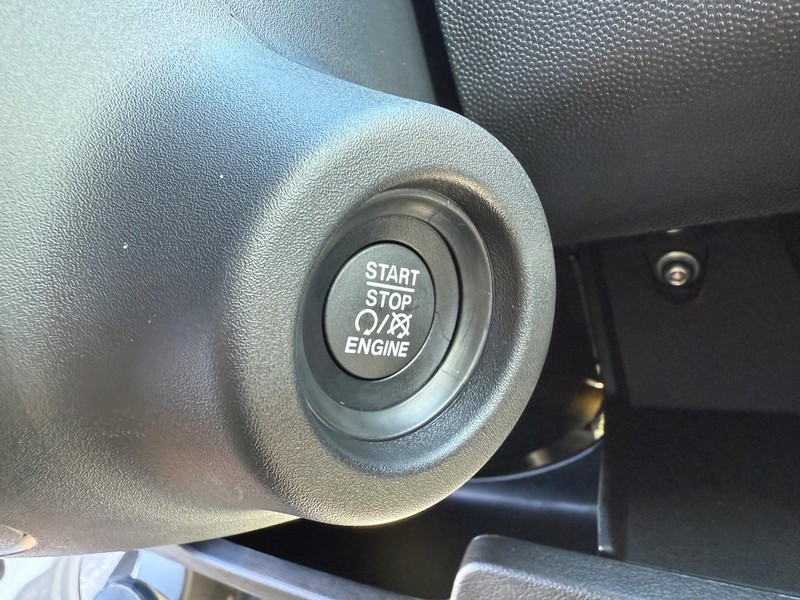 START
STOP
/
ENGINE